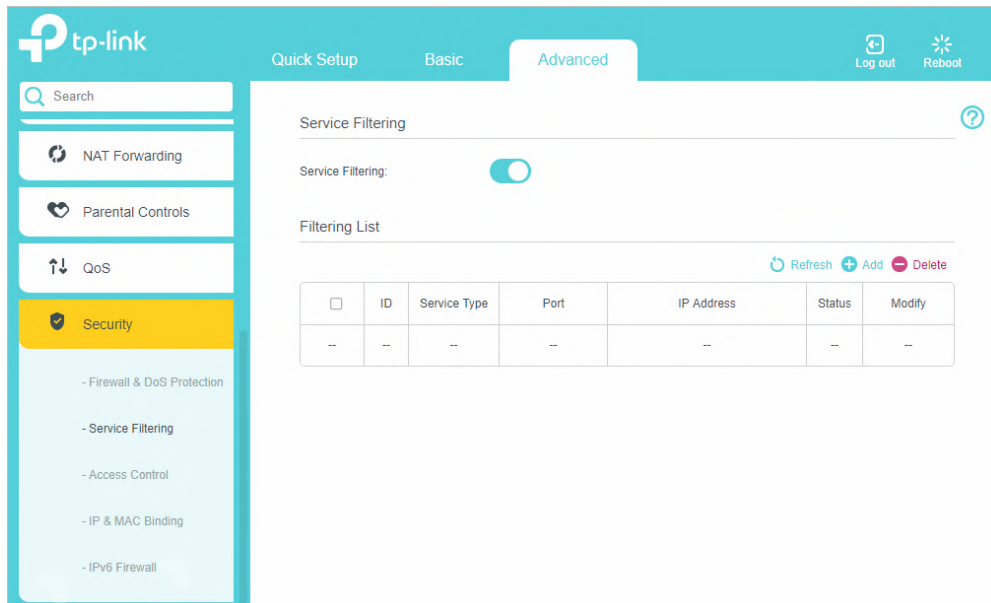 tp-link
Quick Setup
Basic
Advanced
Log out
Reboot
Search
NAT Forwarding
Parental Controls
QoS
Security
- Firewall & DoS Protection
- Service Filtering
- Access Control
- IP & MAC Binding
- IPv6 Firewall
Service Filtering
?
Service Filtering:
Filtering List
Refresh Add Delete
ID Service Type Port IP Address Status Modify
-- -- -- -- -- -- --